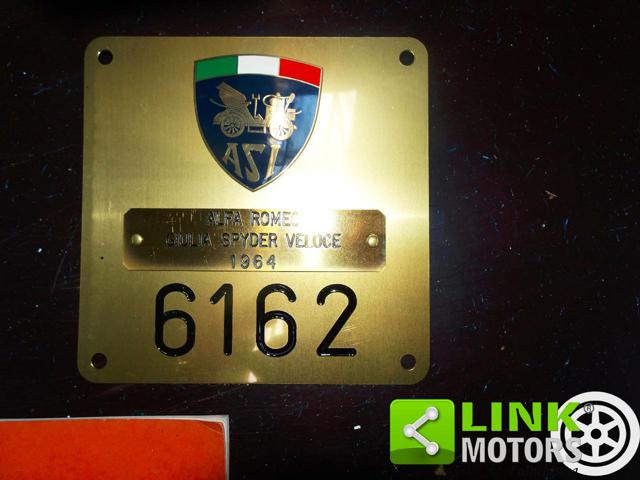 ASI
ALFA ROMEO
GIULIA SPYDER VELOCE
1964
6162
LINK
MOTORS